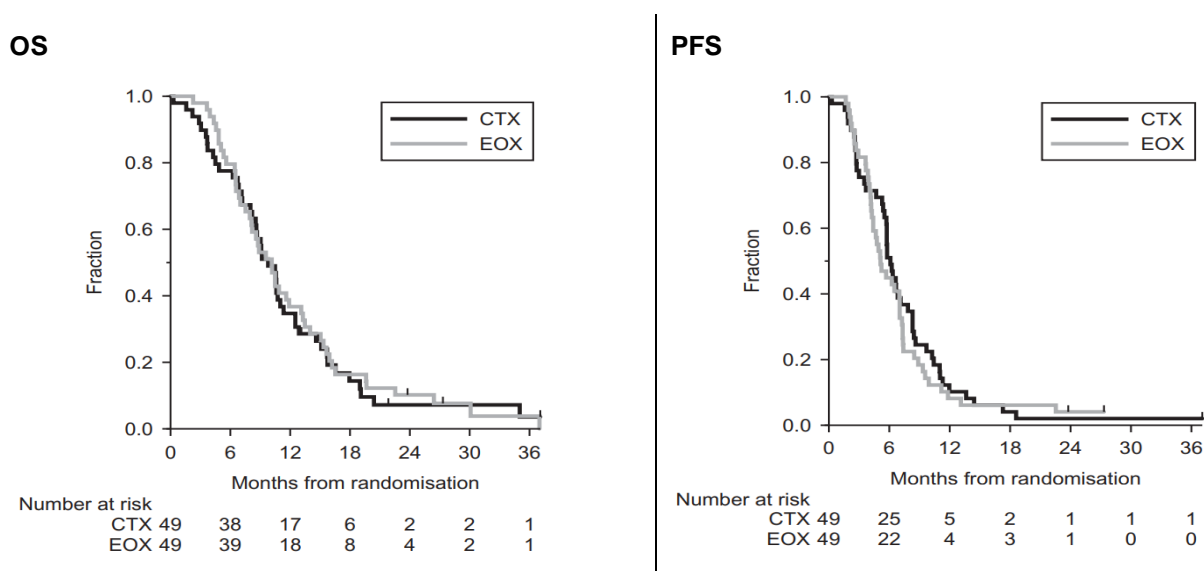 OS
1.0
0.8
0.6
0.4
0.2
0.0
Fraction
CTX
EOX
0 6 12 18 24 30 36
Months from randomisation
Number at risk
CTX 49 38 17 6 2 2 1
EOX 49 39 18 8 4 2 1
PFS
1.0
0.8
0.6
0.4
0.2
0.0
Fraction
CTX
EOX
0 6 12 18 24 30 36
Months from randomisation
Number at risk
CTX 49 25 5 2 1 1 1
EOX 49 22 4 3 1 0 0